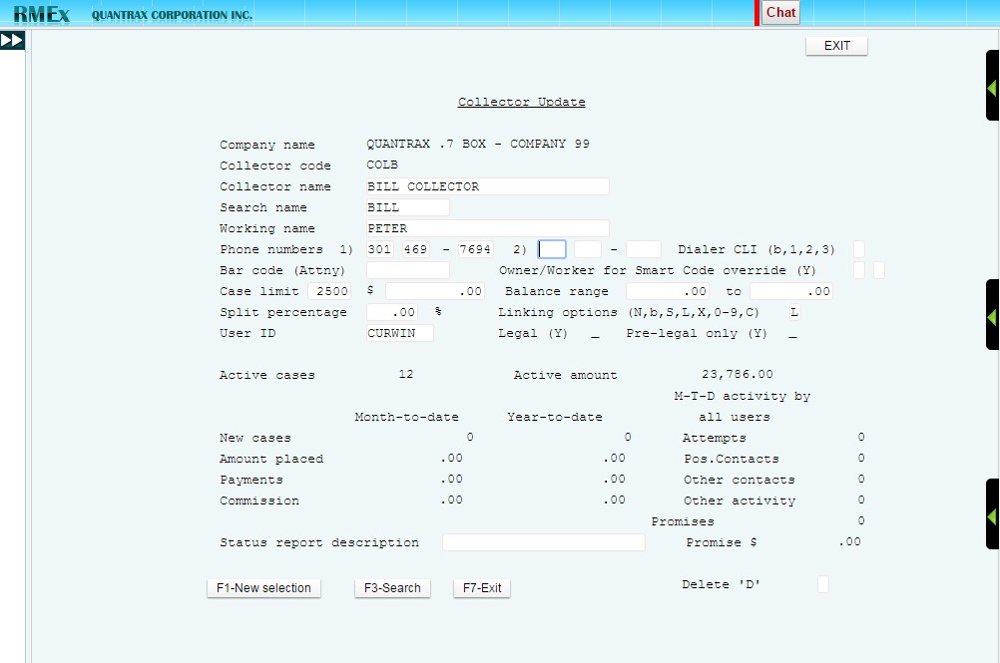 RMEx QUANTRAX CORPORATION INC. Chat
EXIT
Collector Update
Company name QUANTRAX .7 BOX - COMPANY 99
Collector code COLB
Collector name BILL COLLECTOR
Search name BILL
Working name PETER
Phone numbers 1) 301 469 - 7694 2) - Dialer CLI (b,1,2,3)
Bar code (Attny) Owner/Worker for Smart Code override (Y)
Case limit 2500 $ .00 Balance range .00 to .00
Split percentage .00 % Linking options (N,b,S,L,X,0-9,C) L
User ID CURWIN Legal (Y) _ Pre-legal only (Y) _
Active cases 12 Active amount 23,786.00
M-T-D activity by
Month-to-date Year-to-date all users
New cases 0 0 Attempts 0
Amount placed .00 .00 Pos.Contacts 0
Payments .00 .00 Other contacts 0
Commission .00 .00 Other activity 0
Promises 0
Status report description Promise $ .00
Delete 'D'
F1-New selection F3-Search F7-Exit